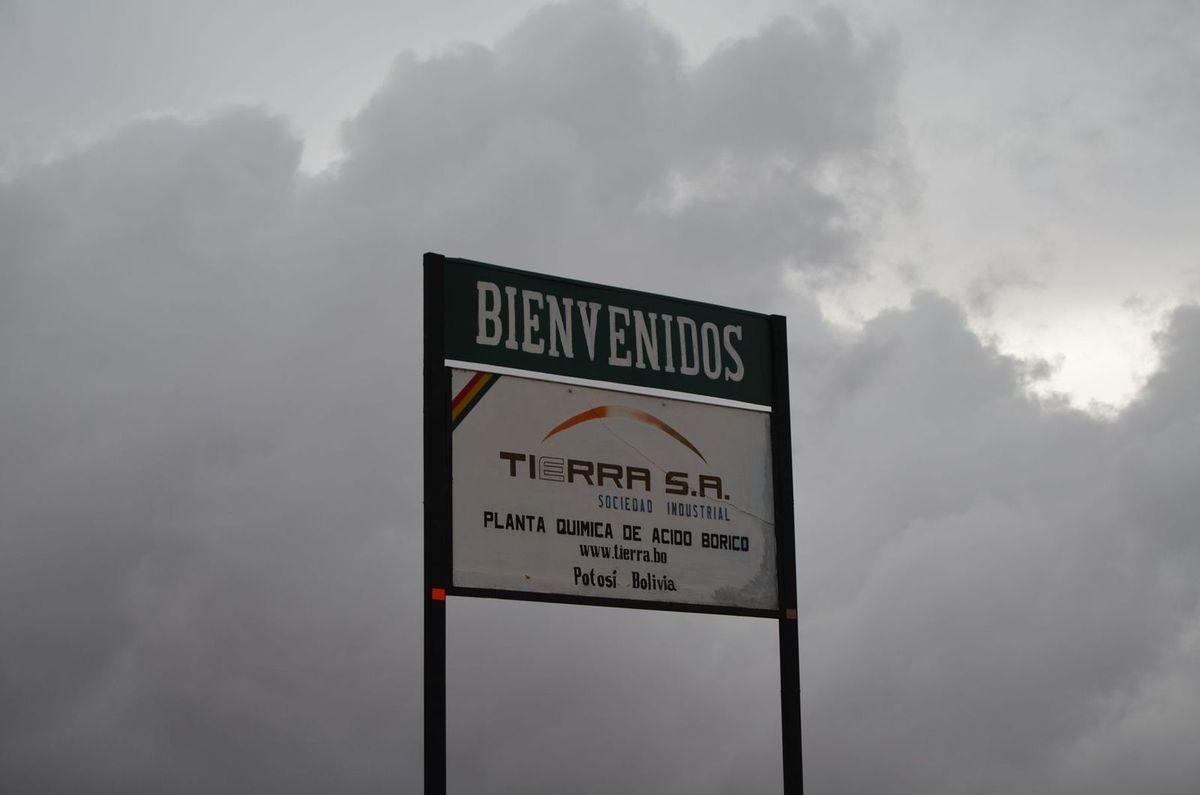 BIENVENIDOS
TIERRA S.A.
SOCIEDAD INDUSTRIAL
PLANTA QUIMICA DE ACIDO BORICO
www.tierra.bo
Potosí Bolivia